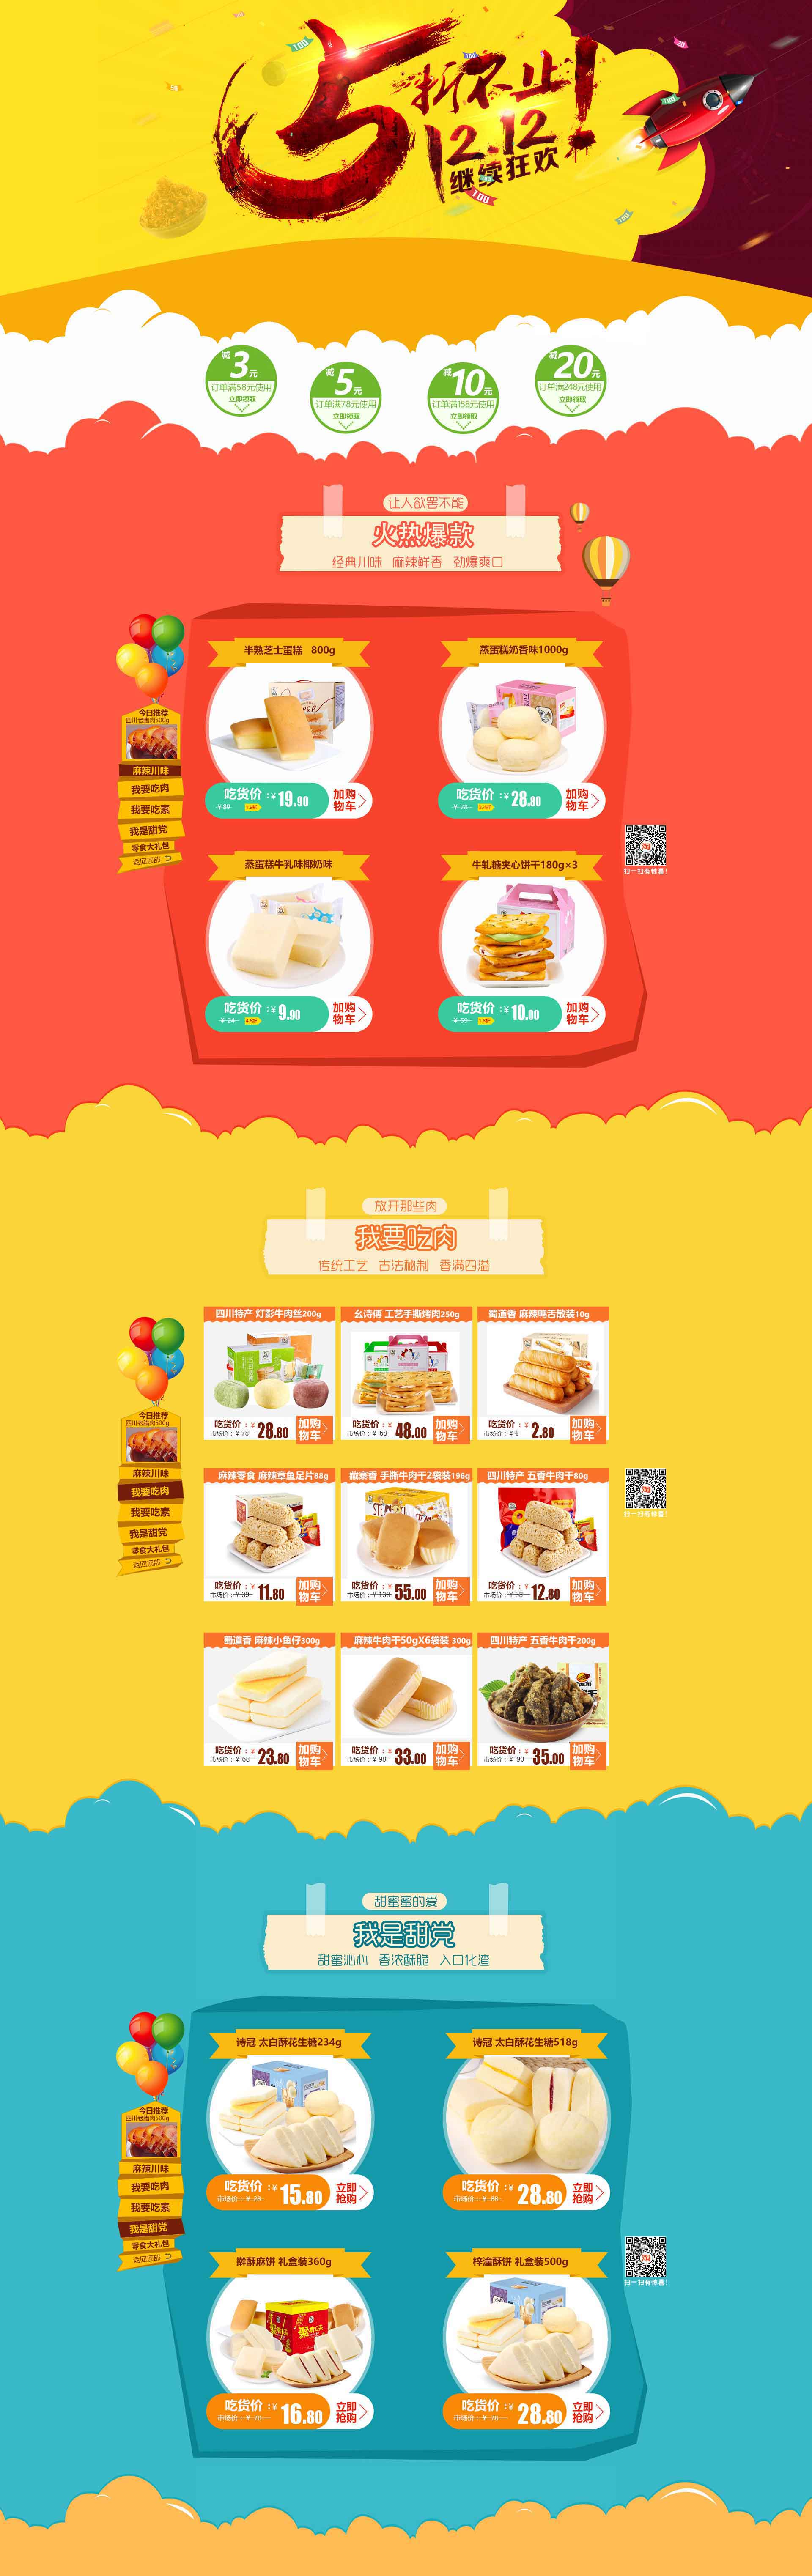 5折不止!
12.12
继续狂欢
100
减3元
订单满58元使用
立即领取
减5元
订单满78元使用
立即领取
减10元
订单满158元使用
立即领取
减20元
订单满248元使用
立即领取
让人欲罢不能
火热爆款
经典川味 麻辣鲜香 劲爆爽口
今日推荐
四川老腊肉500g
麻辣川味
我要吃肉
我要吃素
我是甜党
零食大礼包
返回顶部
半熟芝士蛋糕 800g
吃货价:¥19.90
¥89
加购物车
蒸蛋糕奶香味1000g
吃货价:¥28.80
¥78
加购物车
扫一扫有惊喜!
蒸蛋糕牛乳味椰奶味
吃货价:¥9.90
¥24
加购物车
牛轧糖夹心饼干180g×3
吃货价:¥10.00
¥59
加购物车
放开那些肉
我要吃肉
传统工艺 古法秘制 香满四溢
今日推荐
四川老腊肉500g
麻辣川味
我要吃肉
我要吃素
我是甜党
零食大礼包
返回顶部
四川特产 灯影牛肉丝200g
吃货价:¥28.80
市场价:¥78
加购物车
幺诗傅 工艺手撕烤肉250g
吃货价:¥48.00
市场价:¥68
加购物车
蜀道香 麻辣鸭舌散装10g
吃货价:¥2.80
市场价:¥4
加购物车
麻辣零食 麻辣章鱼足片88g
吃货价:¥11.80
市场价:¥39
加购物车
藏寨香 手撕牛肉干2袋装196g
吃货价:¥55.00
市场价:¥138
加购物车
四川特产 五香牛肉干80g
吃货价:¥12.80
市场价:¥38
加购物车
扫一扫有惊喜!
蜀道香 麻辣小鱼仔300g
吃货价:¥23.80
市场价:¥68
加购物车
麻辣牛肉干50gX6袋装 300g
吃货价:¥33.00
市场价:¥98
加购物车
四川特产 五香牛肉干200g
吃货价:¥35.00
市场价:¥90
加购物车
甜蜜蜜的爱
我是甜党
甜蜜沁心 香浓酥脆 入口化渣
今日推荐
四川老腊肉500g
麻辣川味
我要吃肉
我要吃素
我是甜党
零食大礼包
返回顶部
诗冠 太白酥花生糖234g
吃货价:¥15.80
市场价:¥28
立即抢购
诗冠 太白酥花生糖518g
吃货价:¥28.80
市场价:¥80
立即抢购
扫一扫有惊喜!
擀酥麻饼 礼盒装360g
吃货价:¥16.80
市场价:¥70
立即抢购
梓潼酥饼 礼盒装500g
吃货价:¥28.80
市场价:¥78
立即抢购